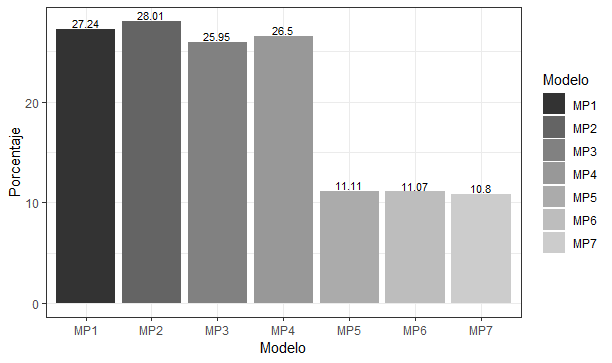 27.24
28.01
25.95
26.5
11.11
11.07
10.8
20
10
0
Porcentaje
MP1 MP2 MP3 MP4 MP5 MP6 MP7
Modelo
Modelo
MP1
MP2
MP3
MP4
MP5
MP6
MP7